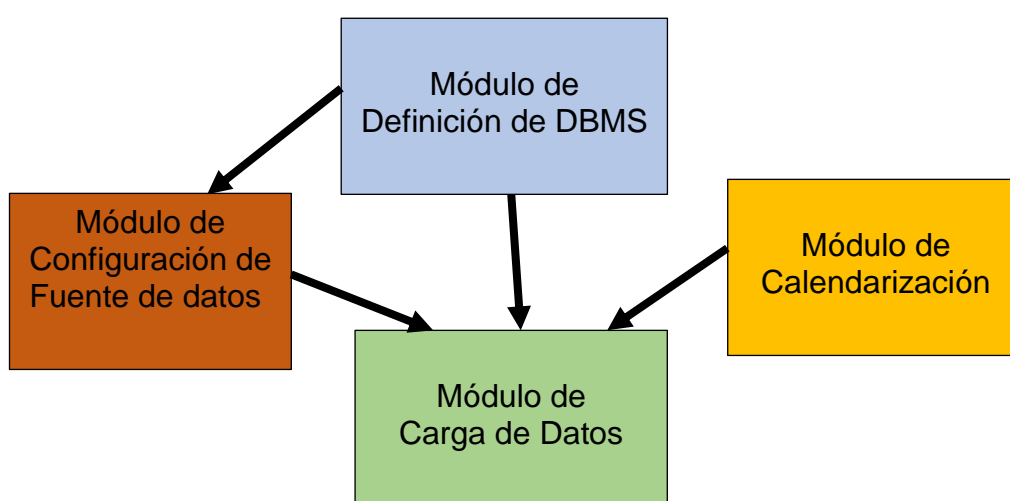 Módulo de
Definición de DBMS
Módulo de
Configuración de
Fuente de datos
Módulo de
Calendarización
Módulo de
Carga de Datos